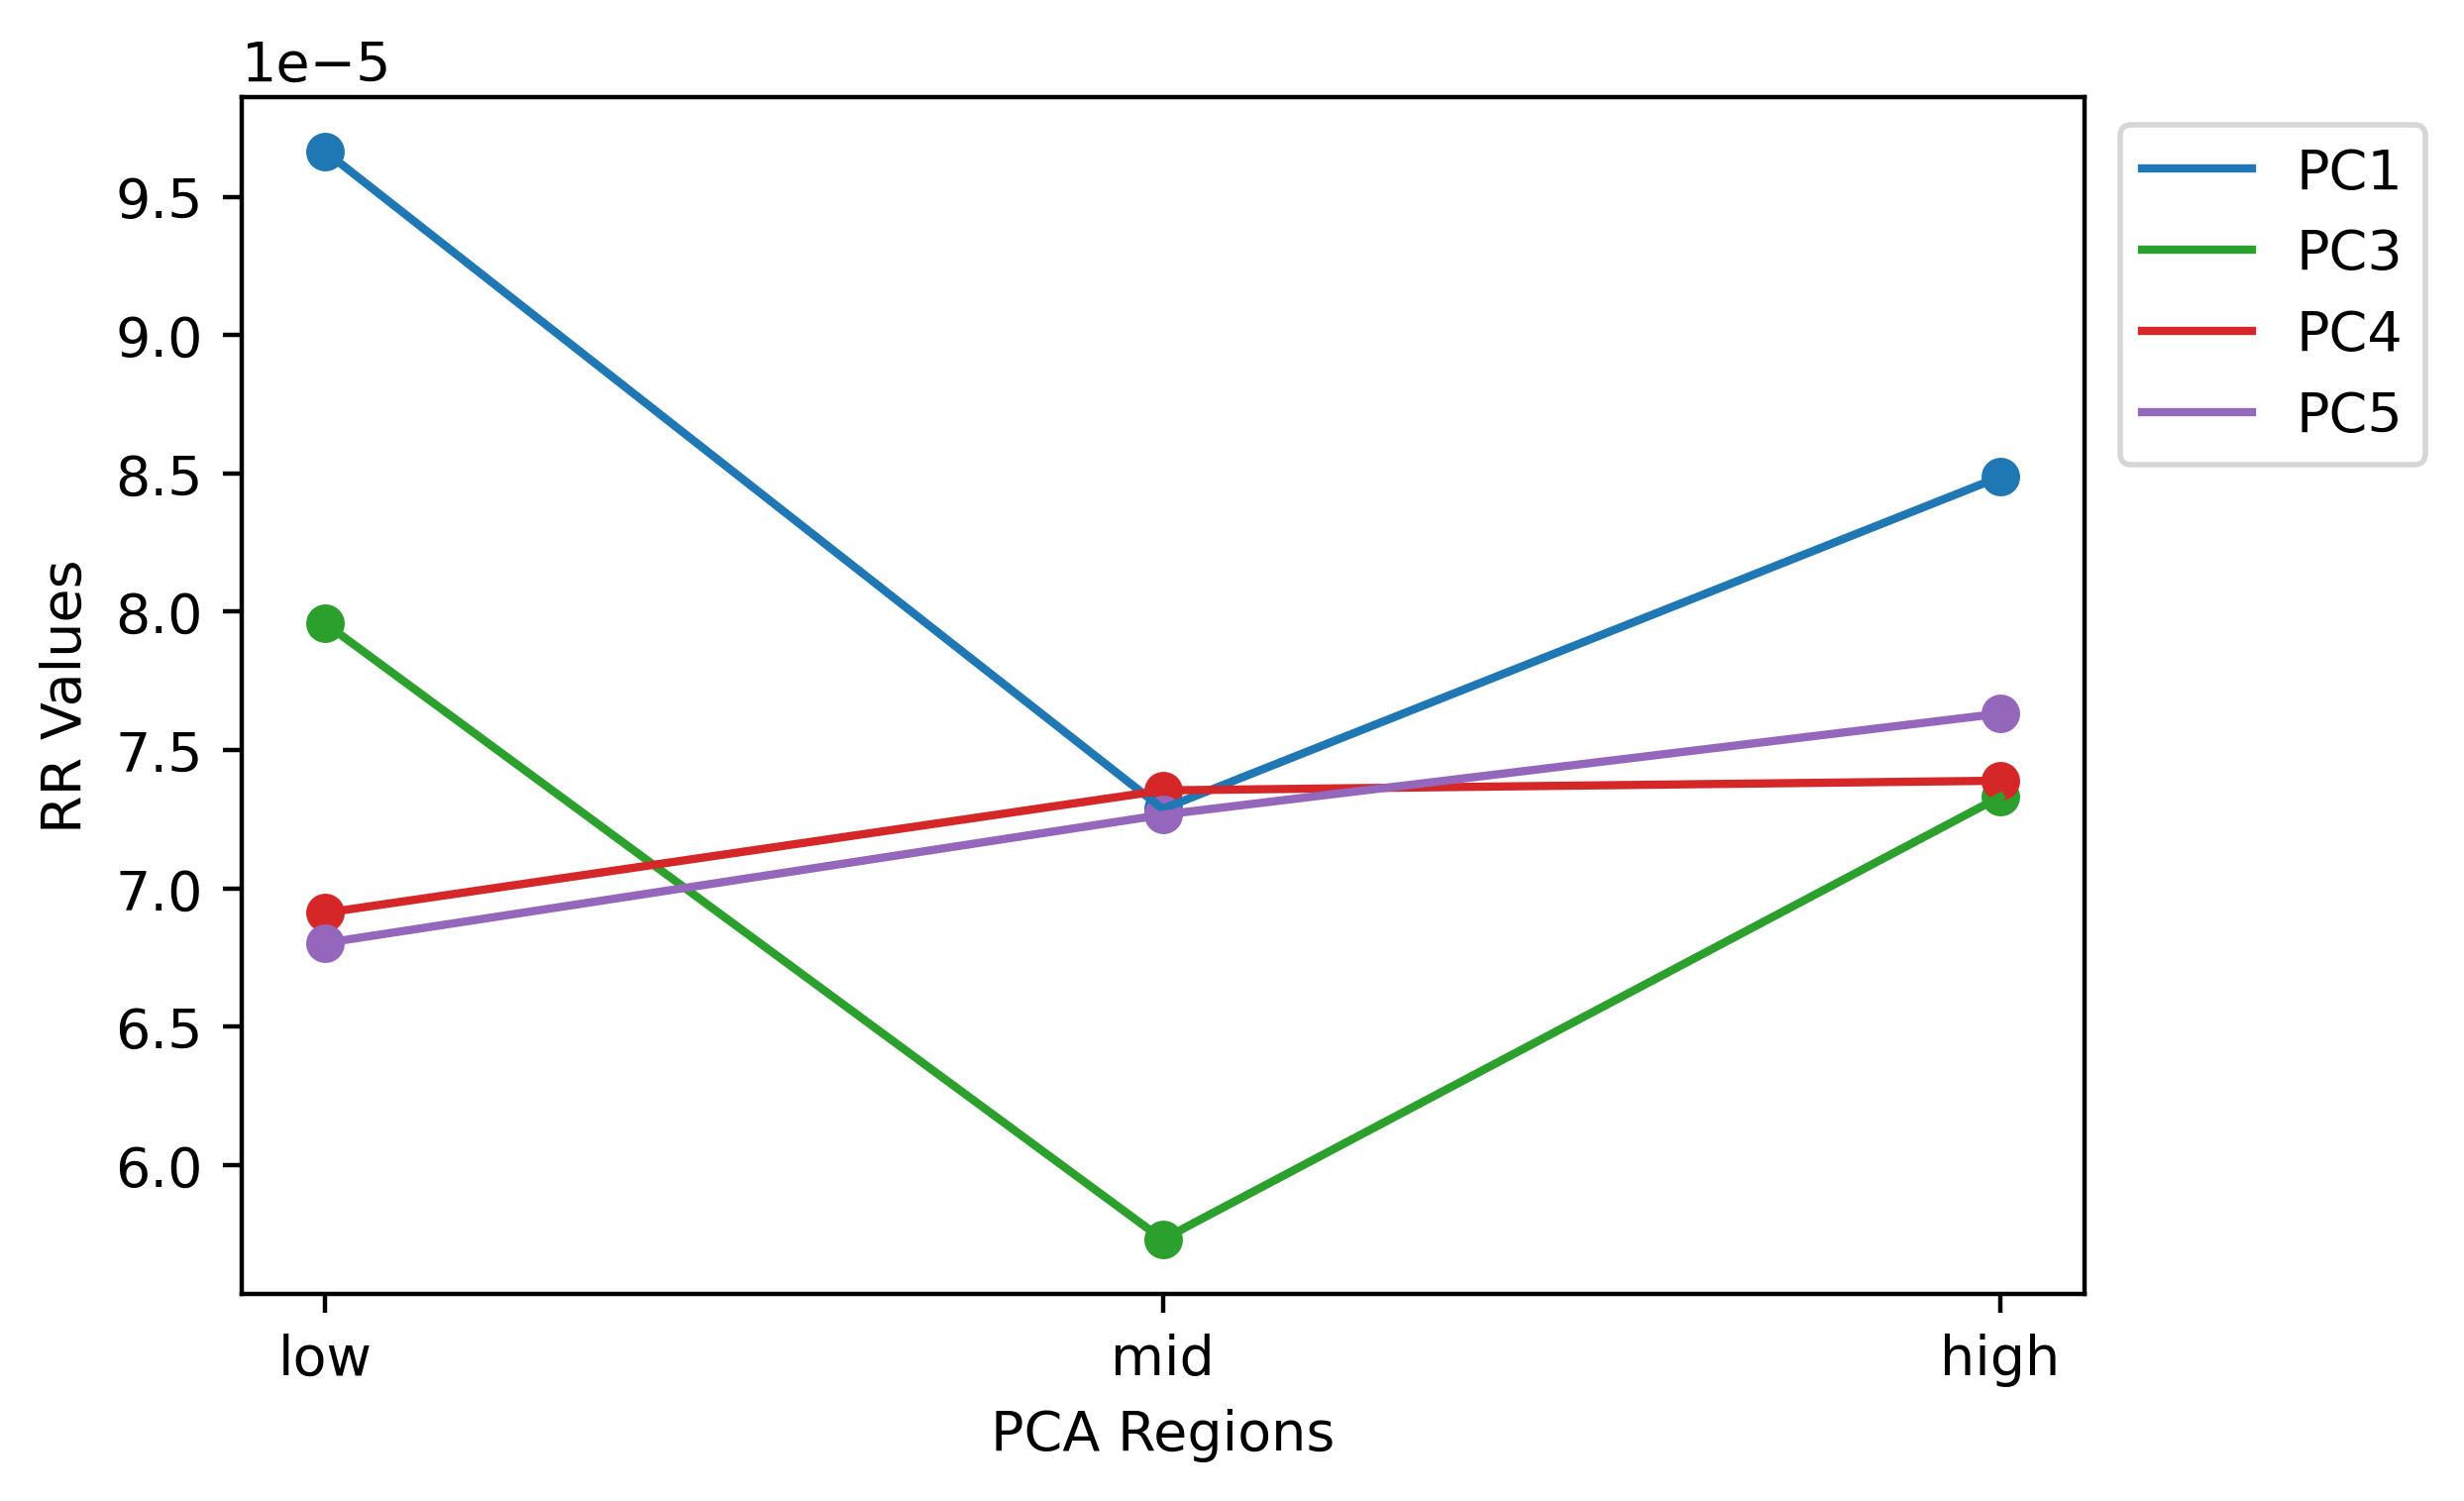 1e−5
9.5
9.0
8.5
8.0
7.5
7.0
6.5
6.0
RR Values
low mid high
PCA Regions
PC1
PC3
PC4
PC5